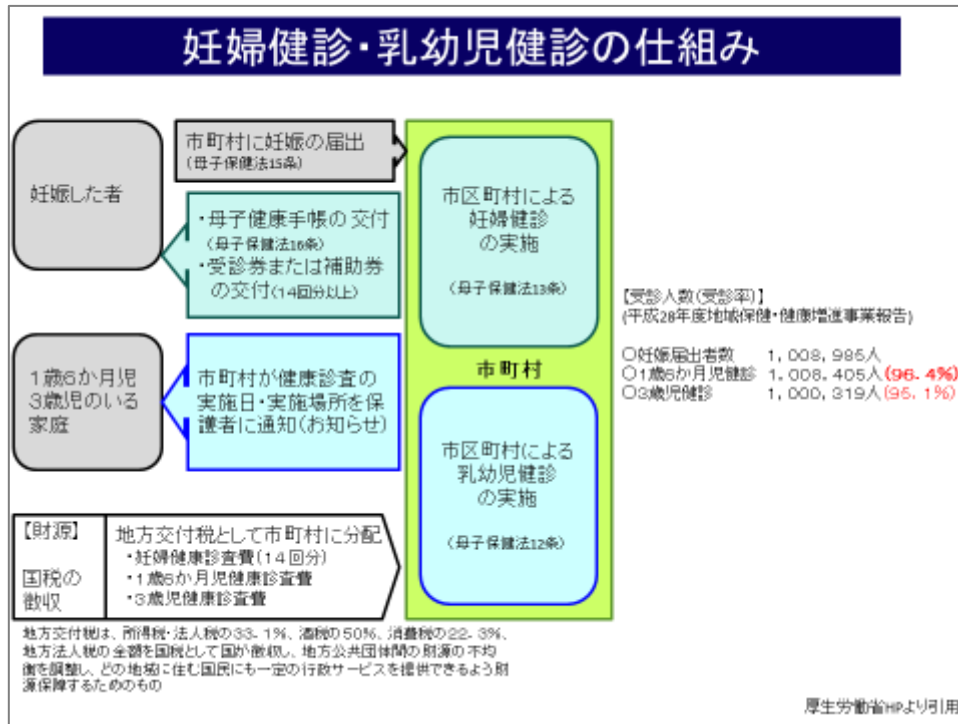 妊婦健診・乳幼児健診の仕組み
妊娠した者
市町村に妊娠の届出
(母子保健法15条)
・母子健康手帳の交付
(母子保健法16条)
・受診券または補助券
の交付(14回分以上)
市区町村による
妊婦健診
の実施
(母子保健法13条)
市町村
1歳6か月児
3歳児のいる
家庭
市町村が健康診査の
実施日・実施場所を保
護者に通知(お知らせ)
市区町村による
乳幼児健診
の実施
(母子保健法12条)
【財源】
国税の
徴収
地方交付税として市町村に分配
・妊婦健康診査費(14回分)
・1歳6か月児健康診査費
・3歳児健康診査費
地方交付税は、所得税・法人税の33.1%、酒税の50%、消費税の22.3%、
地方法人税の全額を国税として国が徴収し、地方公共団体間の財源の不均
衡を調整し、どの地域に住む国民にも一定の行政サービスを提供できるよう財
源保障するためのもの
【受診人数(受診率)】
(平成28年度地域保健・健康増進事業報告)
○妊娠届出者数 1,008,985人
○1歳6か月児健診 1,008,405人(96.4%)
○3歳児健診 1,000,319人(95.1%)
厚生労働省HPより引用